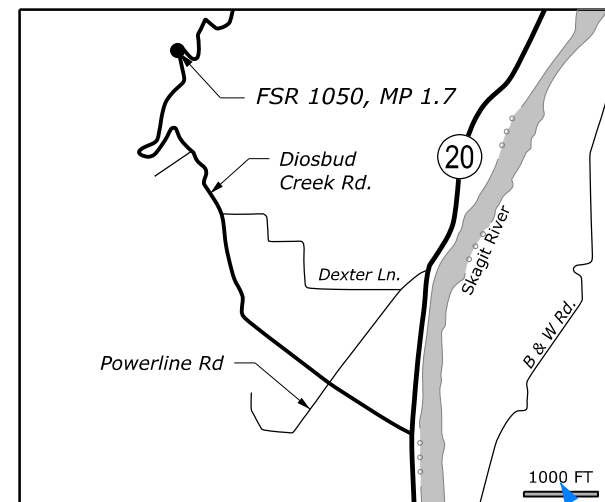 FSR 1050, MP 1.7
20
Diosbud
Creek Rd.
Skagit River
Dexter Ln.
B & W Rd.
Powerline Rd
1000 FT